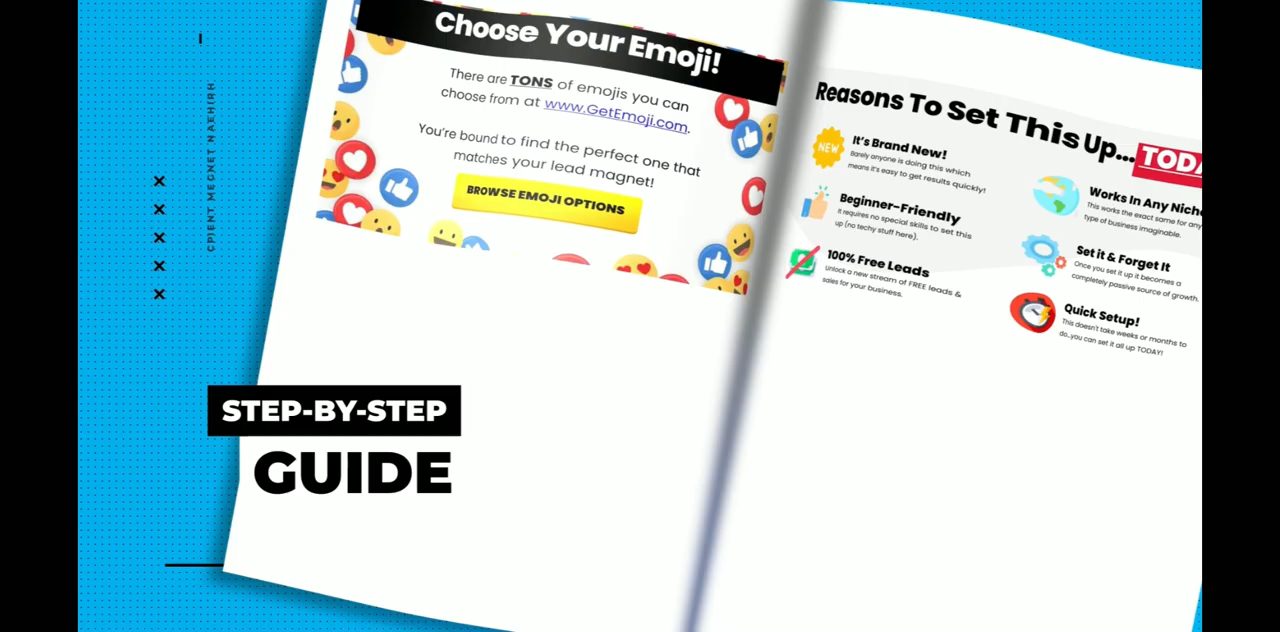 Choose Your Emoji!
There are TONS of emojis you can
choose from at www.GetEmoji.com.
You're bound to find the perfect one that
matches your lead magnet!
BROWSE EMOJI OPTIONS
Reasons To Set This Up...
NEW
It's Brand New!
Barely anyone is doing this which
means it's easy to get results quickly!
Beginner-Friendly
It requires no special skills to set this
up (no techy stuff here).
100% Free Leads
Unlock a new stream of FREE leads &
sales for your business.
Works In Any
This works the exact same for any
type of business imaginable.
Set it & Forget It
Once you set it up it becomes a
completely passive source of growth.
Quick Setup!
This doesn't take weeks or months to
do...you can set it all up TODAY!
STEP-BY-STEP
GUIDE